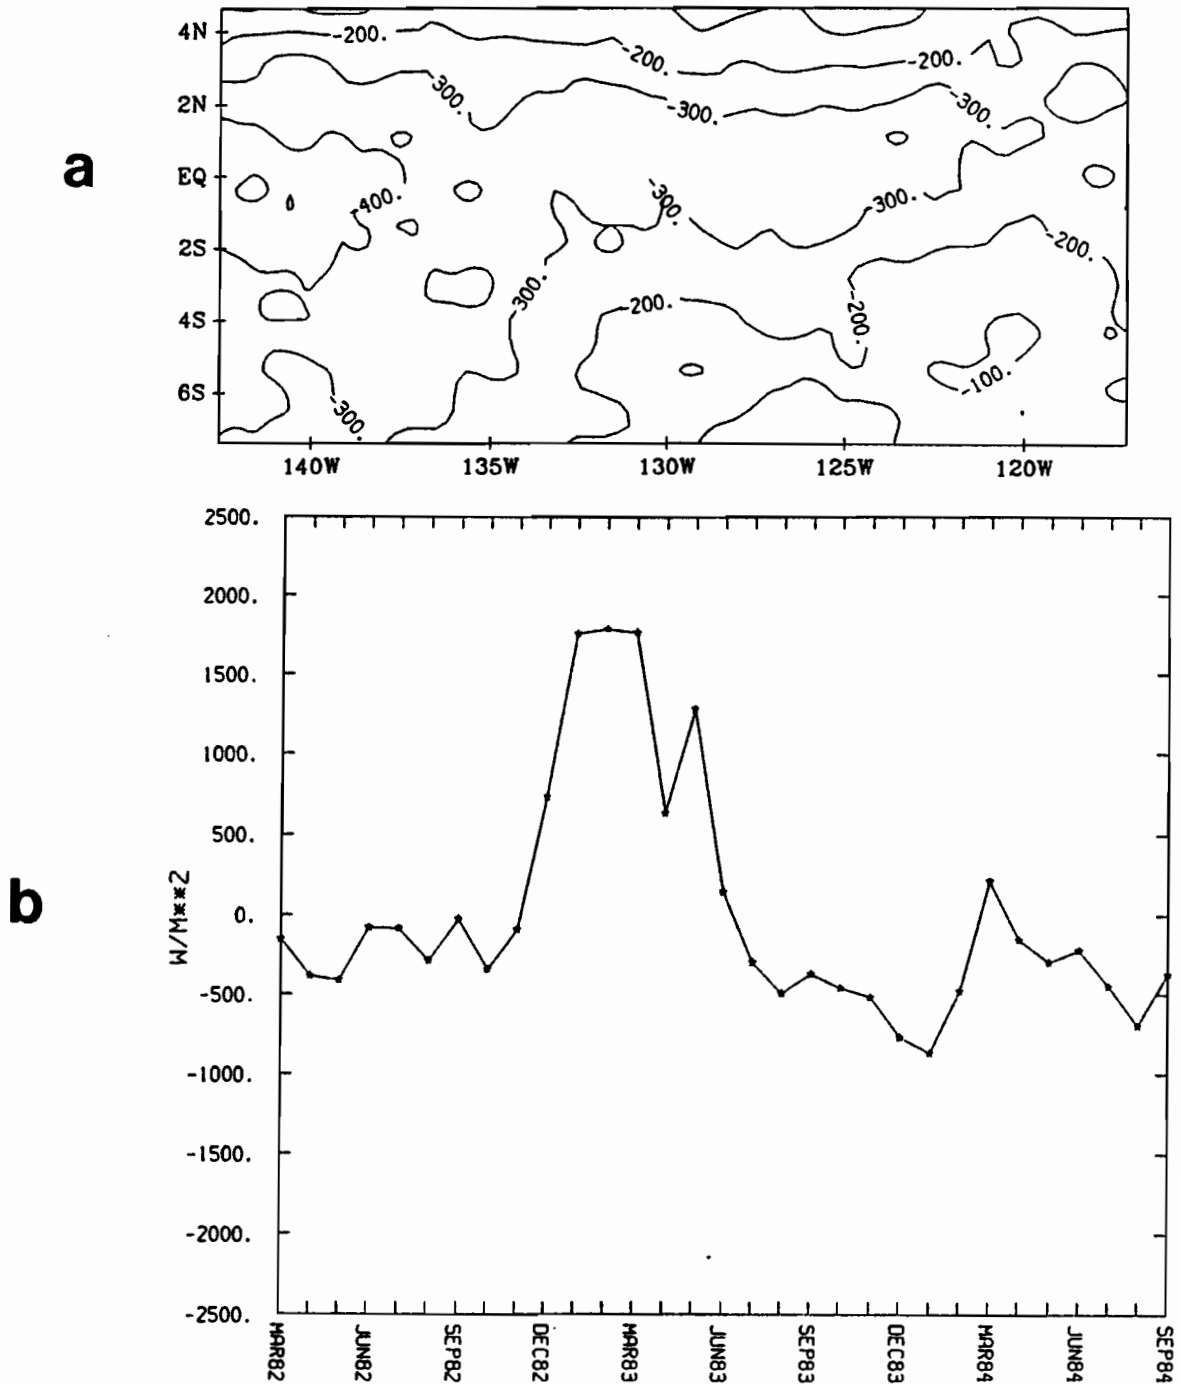 a
4N
2N
EQ
2S
4S
6S
-200.
-200.
-200.
-300.
-300.
-300.
-400.
-300.
-300.
-200.
-300.
-200.
-200.
-100.
-300.
140W
135W
130W
125W
120W
b
2500.
2000.
1500.
1000.
500.
0.
-500.
-1000.
-1500.
-2000.
-2500.
W/M**2
MAR82
JUN82
SEP82
DEC82
MAR83
JUN83
SEP83
DEC83
MAR84
JUN84
SEP84